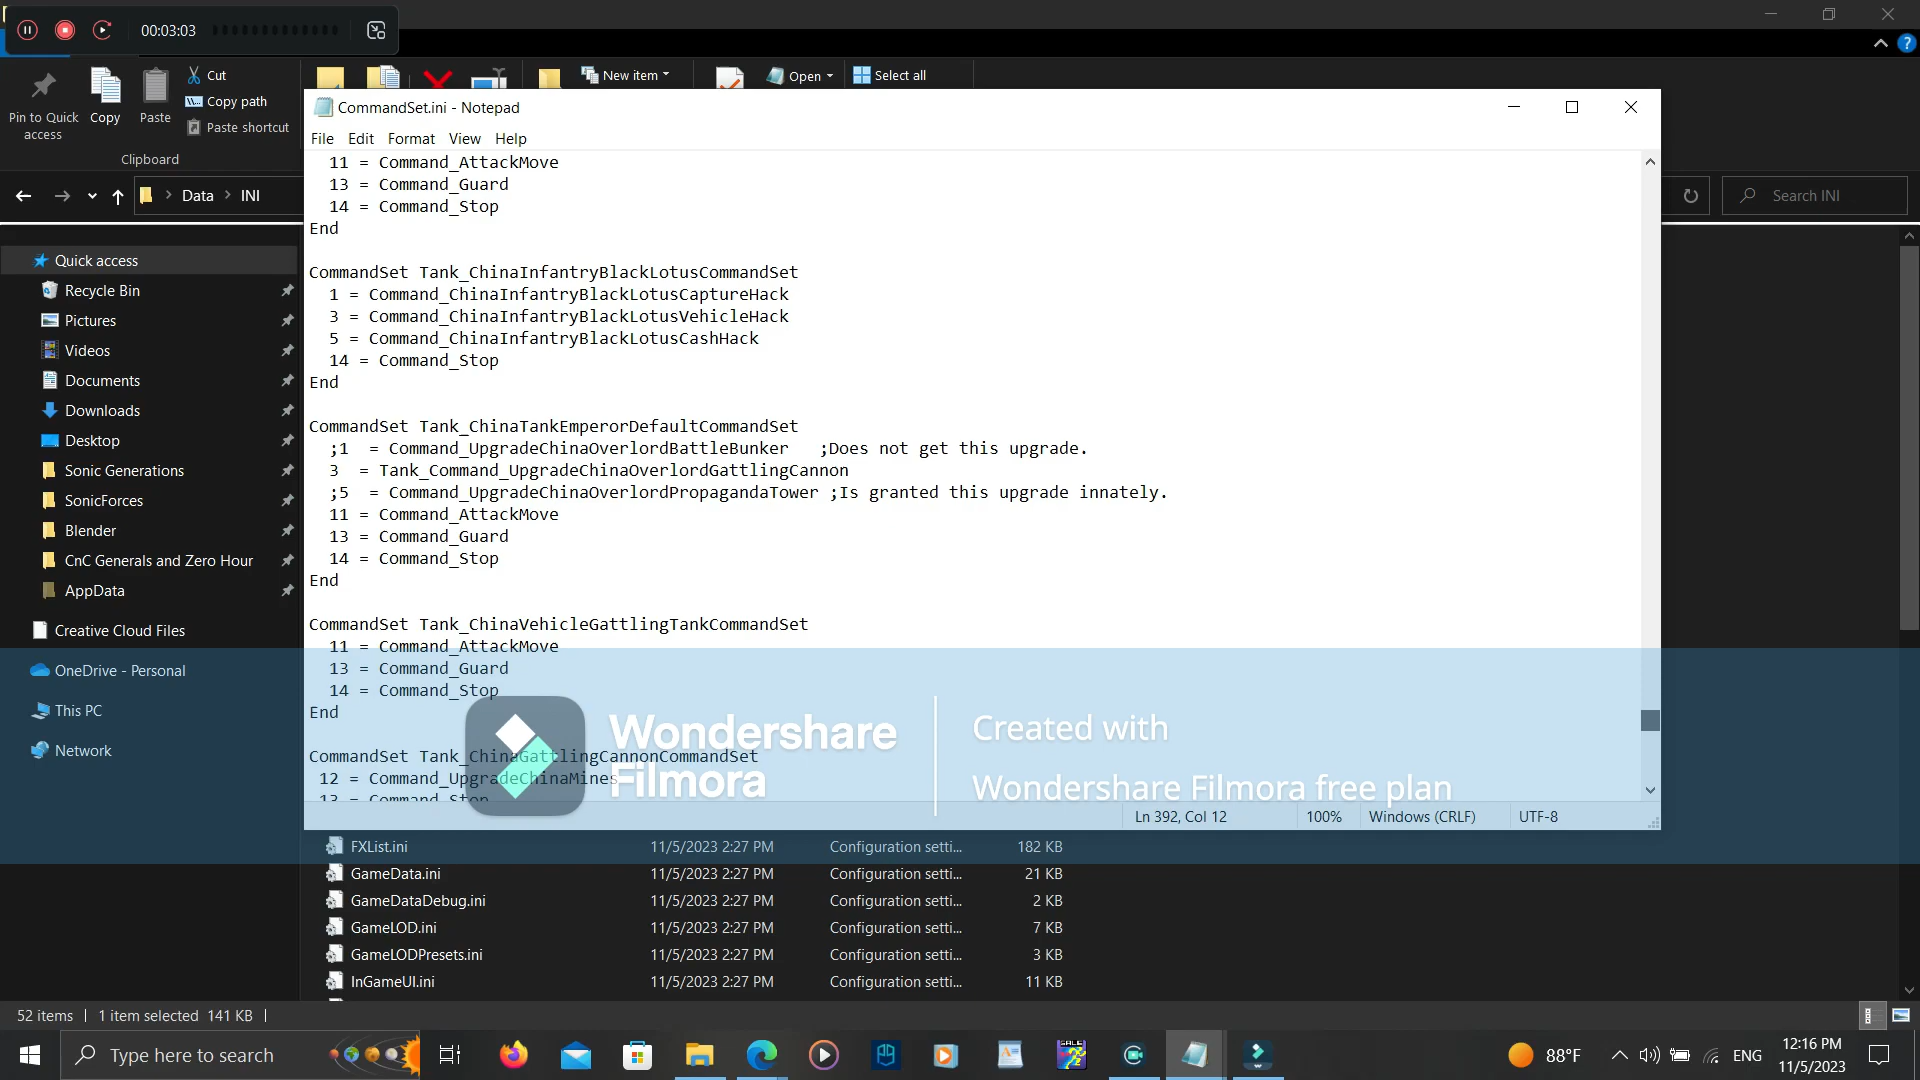 00:03:03
Pin to Quick access
Copy
Paste
Cut
Copy path
Paste shortcut
Clipboard
New item
Open
Select all
Data
INI
Search INI
CommandSet.ini - Notepad
File Edit Format View Help
11 = Command_AttackMove
13 = Command_Guard
14 = Command_Stop
End
CommandSet Tank_ChinaInfantryBlackLotusCommandSet
1 = Command_ChinaInfantryBlackLotusCaptureHack
3 = Command_ChinaInfantryBlackLotusVehicleHack
5 = Command_ChinaInfantryBlackLotusCashHack
14 = Command_Stop
End
CommandSet Tank_ChinaTankEmperorDefaultCommandSet
;1 = Command_UpgradeChinaOverlordBattleBunker ;Does not get this upgrade.
3 = Tank_Command_UpgradeChinaOverlordGattlingCannon
;5 = Command_UpgradeChinaOverlordPropagandaTower ;Is granted this upgrade innately.
11 = Command_AttackMove
13 = Command_Guard
14 = Command_Stop
End
CommandSet Tank_ChinaVehicleGattlingTankCommandSet
11 = Command_AttackMove
13 = Command_Guard
14 = Command_Stop
End
CommandSet Tank_ChinaGattlingCannonCommandSet
12 = Command_UpgradeChinaMines
13 = Command_Stop
Ln 392, Col 12
100%
Windows (CRLF)
UTF-8
Quick access
Recycle Bin
Pictures
Videos
Documents
Downloads
Desktop
Sonic Generations
SonicForces
Blender
CnC Generals and Zero Hour
AppData
Creative Cloud Files
OneDrive - Personal
This PC
Network
Wondershare
Filmora
Created with
Wondershare Filmora free plan
FXList.ini 11/5/2023 2:27 PM Configuration setti... 182 KB
GameData.ini 11/5/2023 2:27 PM Configuration setti... 21 KB
GameDataDebug.ini 11/5/2023 2:27 PM Configuration setti... 2 KB
GameLOD.ini 11/5/2023 2:27 PM Configuration setti... 7 KB
GameLODPresets.ini 11/5/2023 2:27 PM Configuration setti... 3 KB
InGameUI.ini 11/5/2023 2:27 PM Configuration setti... 11 KB
52 items
1 item selected 141 KB
Type here to search
SALE
88°F
ENG
12:16 PM
11/5/2023